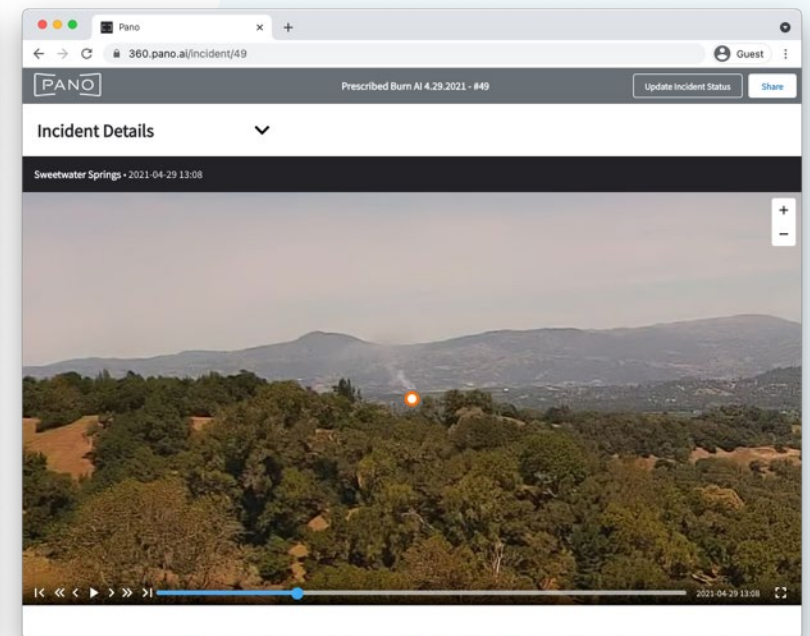 Pano
360.pano.ai/incident/49
Guest
PANO
Prescribed Burn AI 4.29.2021 - #49
Update Incident Status
Share
Incident Details
Sweetwater Springs • 2021-04-29 13:08
2021-04-29 13:08